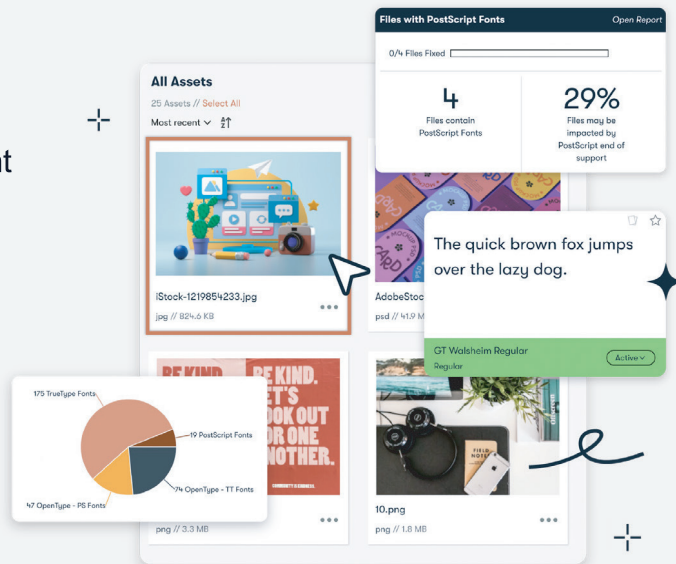 Files with PostScript Fonts
Open Report
0/4 Files Fixed
4
Files contain
PostScript Fonts
29%
Files may be
impacted by
PostScript end of
support
All Assets
25 Assets // Select All
Most recent
iStock-1219854233.jpg
jpg // 824.6 KB
AdobeStoc
psd // 41.9 M
CARD
MOCKUP PSD
CARD
The quick brown fox jumps
over the lazy dog.
GT Walsheim Regular
Regular
Active
BE KIND
BE KIND.
LET'S
LOOK OUT
FOR ONE
ANOTHER.
175 TrueType Fonts
19 PostScript Fonts
74 OpenType - TT Fonts
47 OpenType - PS Fonts
png // 3.3 MB
FIELD
NOTES
10.png
png // 1.8 MB